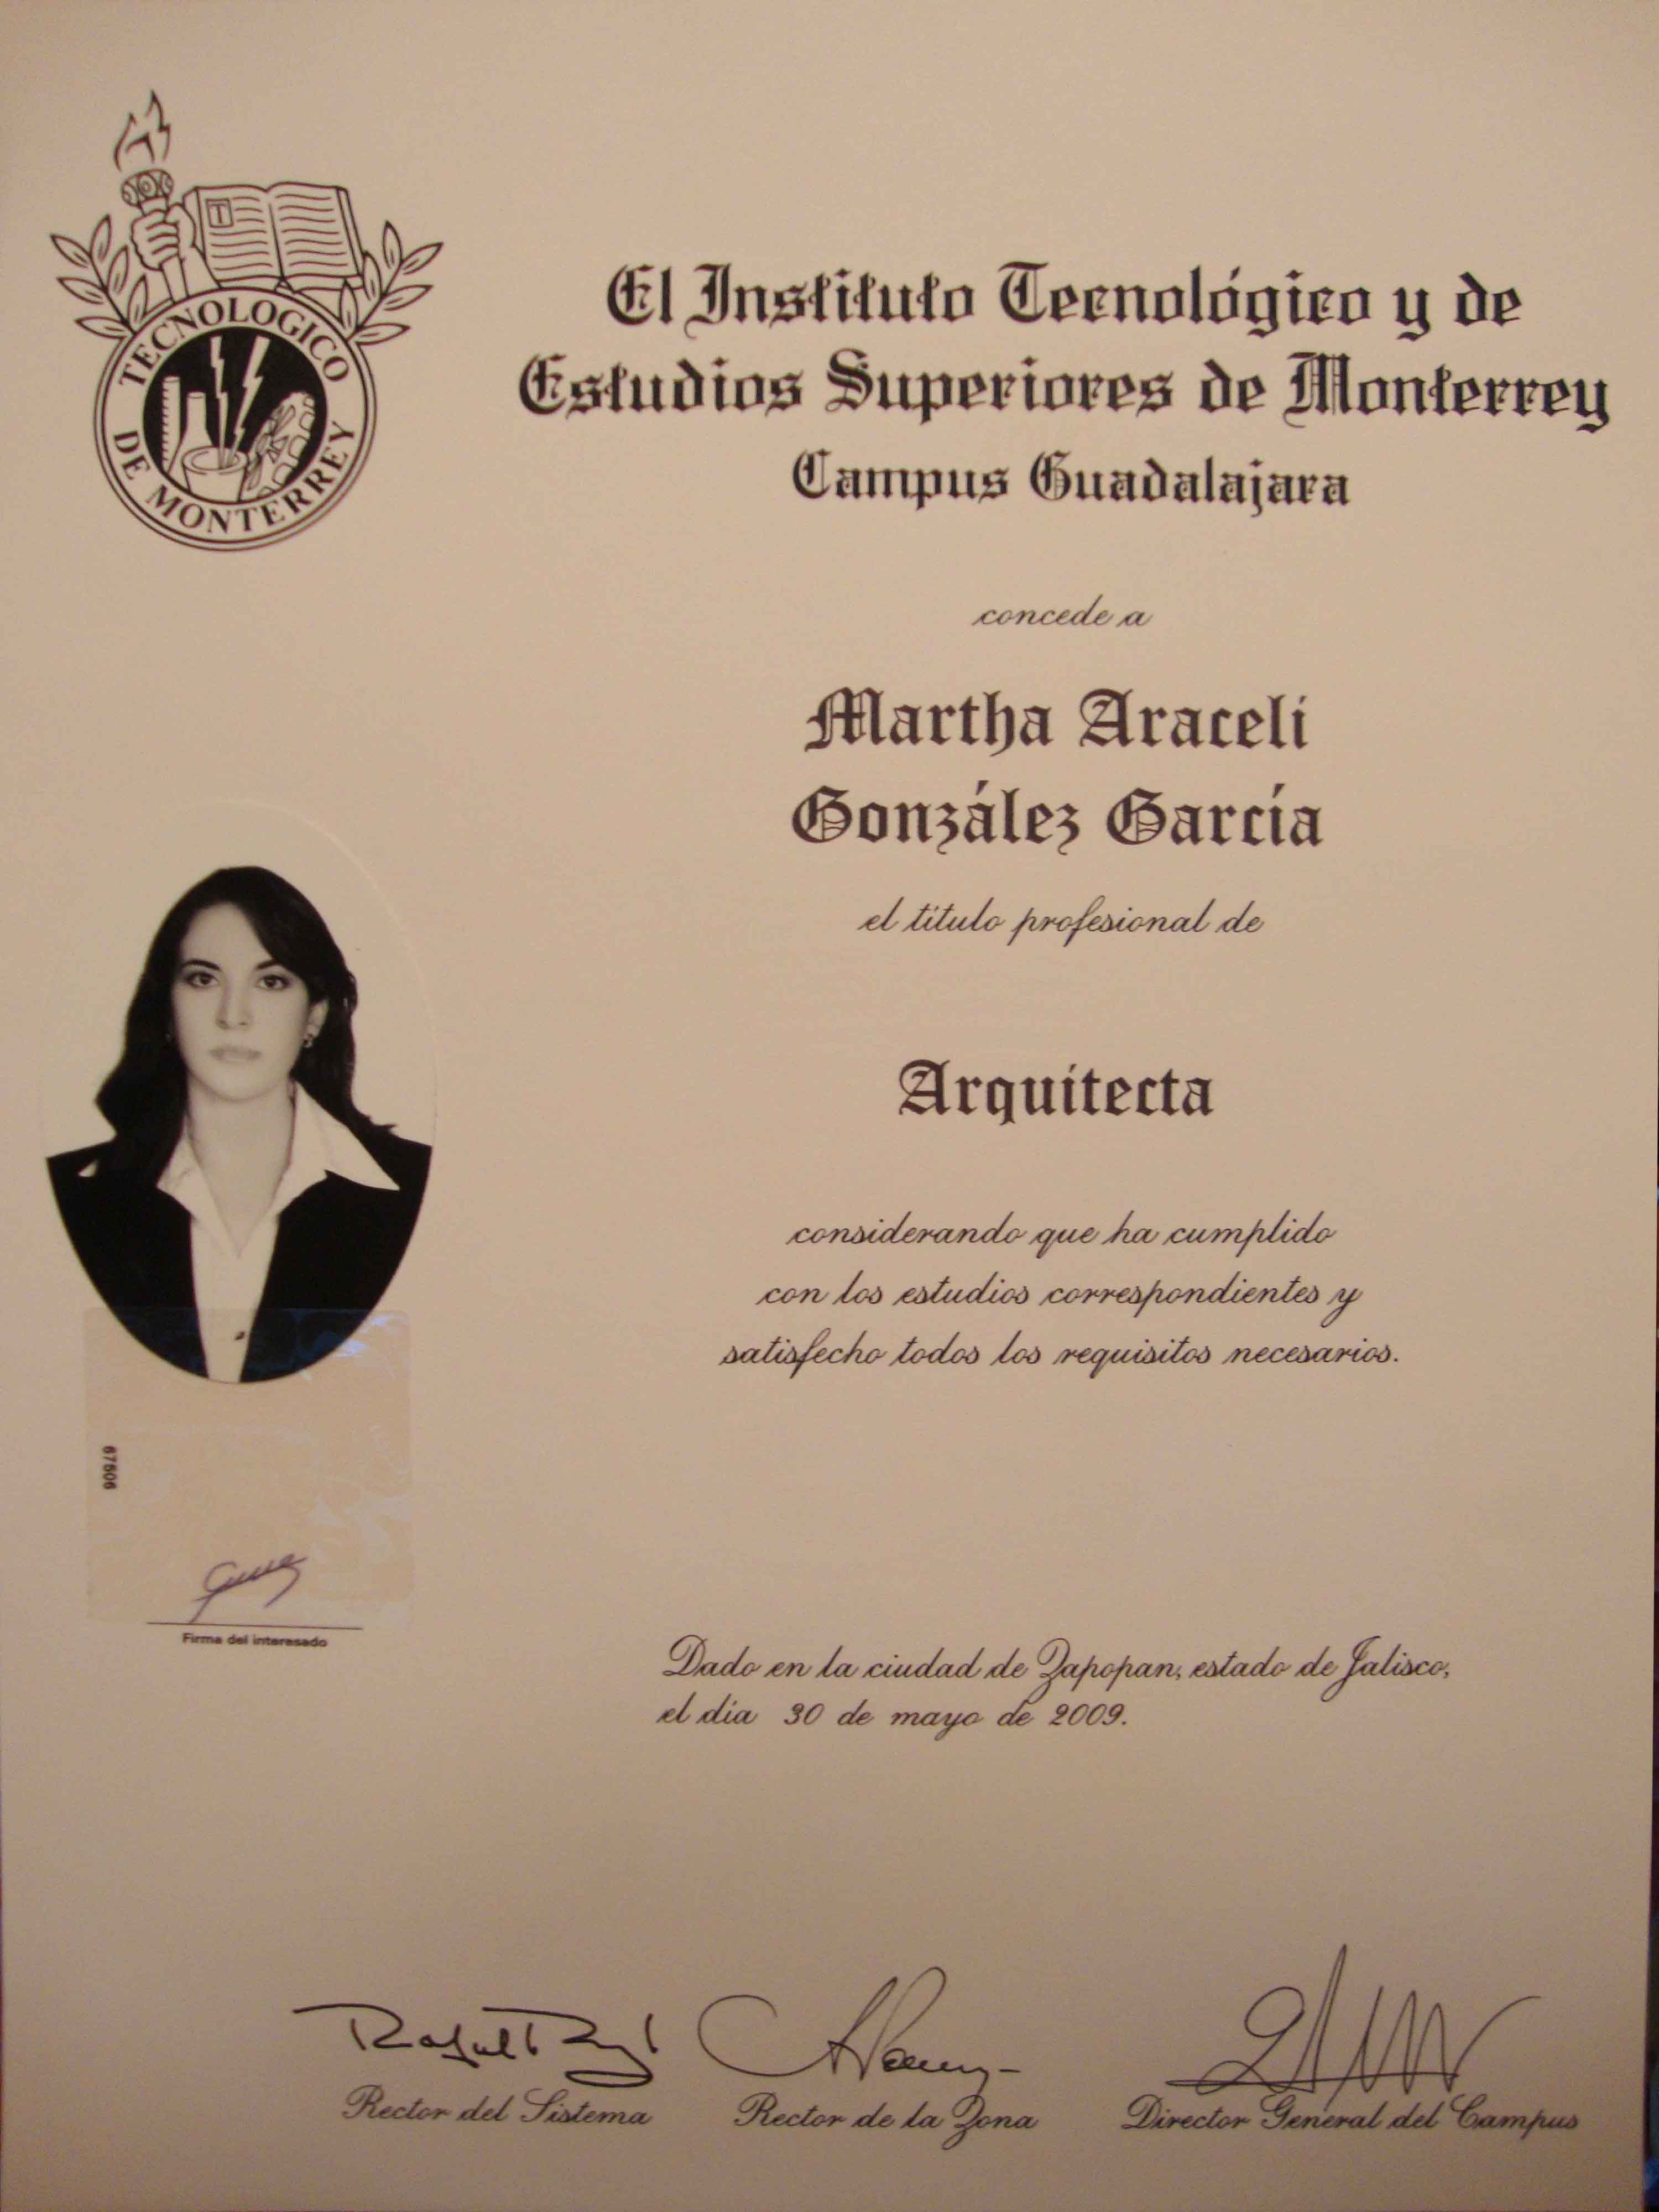 TECNOLOGICO
DE MONTERREY
T
El Instituto Tecnológico y de
Estudios Superiores de Monterrey
Campus Guadalajara
concede a
Martha Araceli
González García
el título profesional de
Arquitecta
considerando que ha cumplido
con los estudios correspondientes y
satisfecho todos los requisitos necesarios.
67606
Firma del interesado
Dado en la ciudad de Zapopan, estado de Jalisco,
el día 30 de mayo de 2009.
Rector del Sistema
Rector de la Zona
Director General del Campus